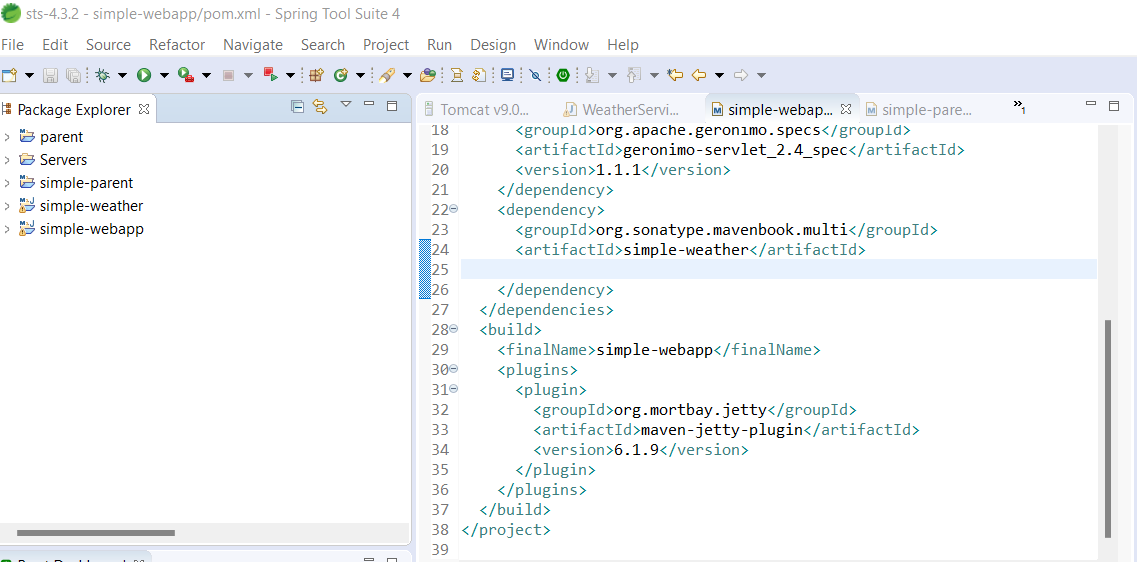 sts-4.3.2 - simple-webapp/pom.xml - Spring Tool Suite 4
File Edit Source Refactor Navigate Search Project Run Design Window Help
Package Explorer
parent
Servers
simple-parent
simple-weather
simple-webapp
Tomcat v9.0... WeatherServi... simple-webap... simple-pare... »1
18 <groupId>org.apache.geronimo.specs</groupId>
19 <artifactId>geronimo-servlet_2.4_spec</artifactId>
20 <version>1.1.1</version>
21 </dependency>
22 <dependency>
23 <groupId>org.sonatype.mavenbook.multi</groupId>
24 <artifactId>simple-weather</artifactId>
25
26 </dependency>
27 </dependencies>
28 <build>
29 <finalName>simple-webapp</finalName>
30 <plugins>
31 <plugin>
32 <groupId>org.mortbay.jetty</groupId>
33 <artifactId>maven-jetty-plugin</artifactId>
34 <version>6.1.9</version>
35 </plugin>
36 </plugins>
37 </build>
38 </project>
39